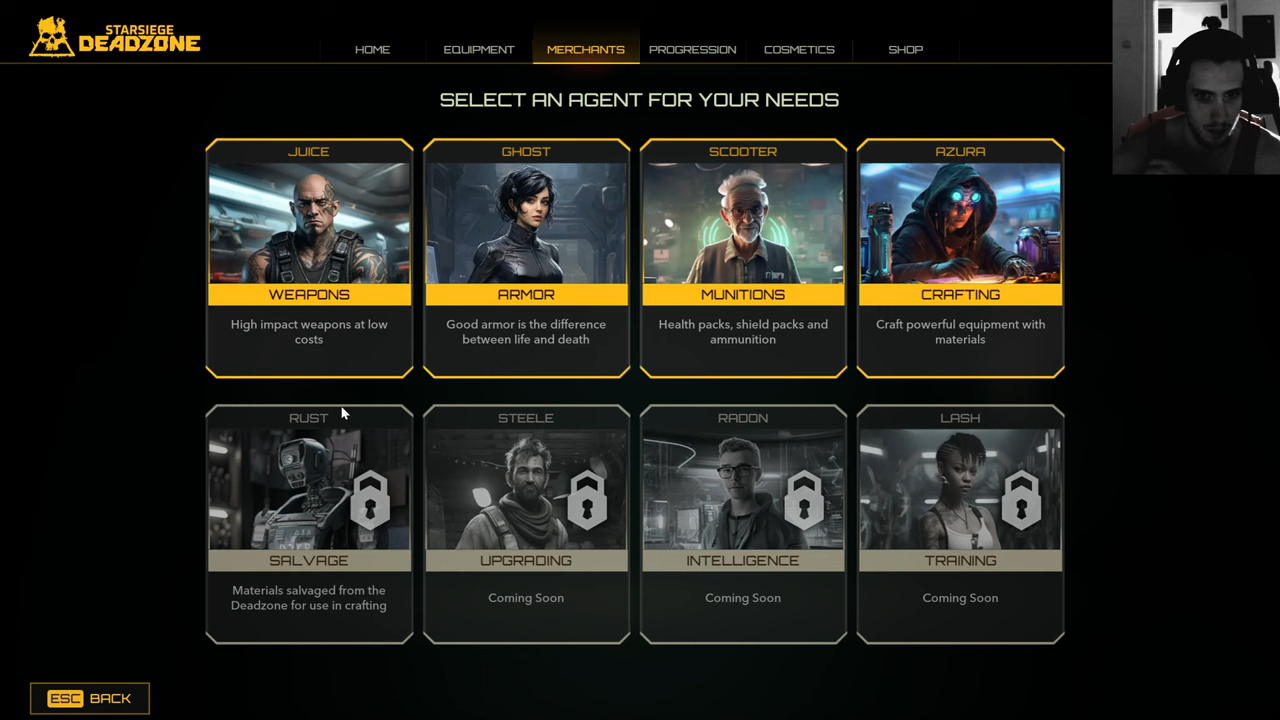 STARSIEGE
DEADZONE
HOME
EQUIPMENT
MERCHANTS
PROGRESSION
COSMETICS
SHOP
SELECT AN AGENT FOR YOUR NEEDS
JUICE
GHOST
SCOOTER
AZURA
WEAPONS
ARMOR
MUNITIONS
CRAFTING
High impact weapons at low
costs
Good armor is the difference
between life and death
Health packs, shield packs and
ammunition
Craft powerful equipment with
materials
RUST
STEELE
RADON
LASH
SALVAGE
UPGRADING
INTELLIGENCE
TRAINING
Materials salvaged from the
Deadzone for use in crafting
Coming Soon
Coming Soon
Coming Soon
ESC BACK